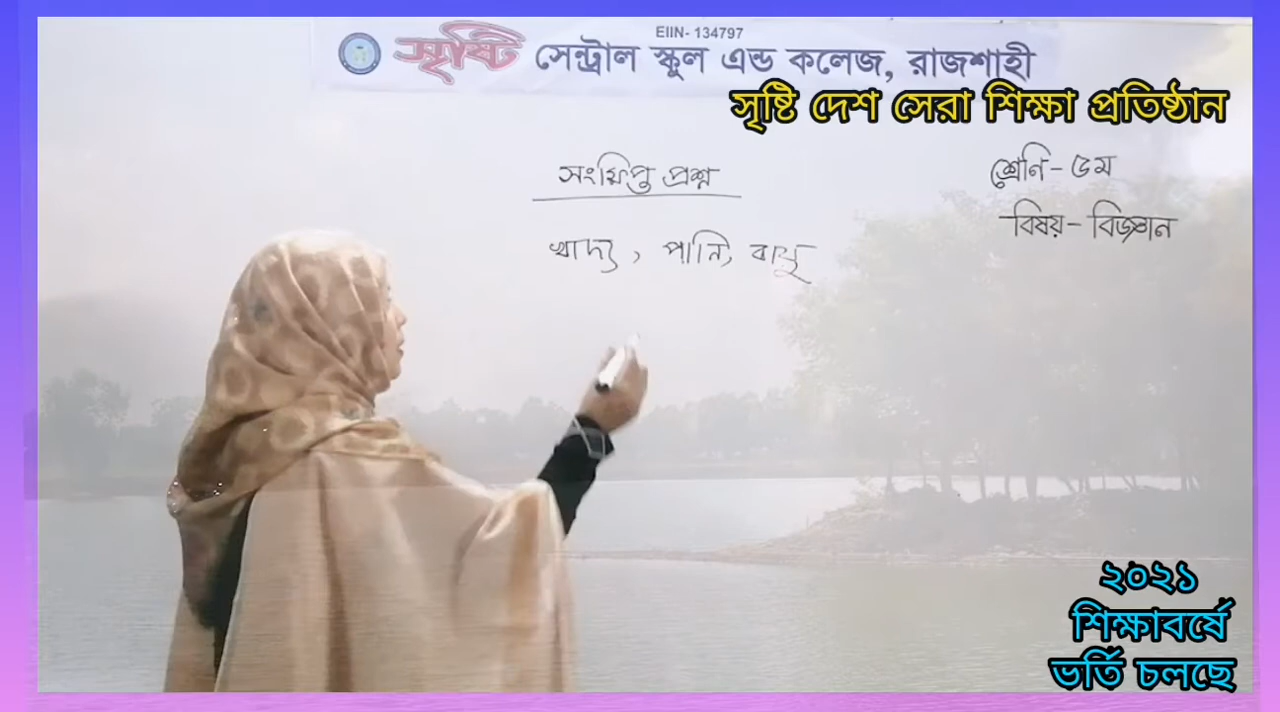 EIIN- 134797
সৃষ্টি সেন্ট্রাল স্কুল এন্ড কলেজ, রাজশাহী
সৃষ্টি দেশ সেরা শিক্ষা প্রতিষ্ঠান
সংক্ষিপ্ত প্রশ্ন
শ্রেণি - ৫ম
বিষয় - বিজ্ঞান
খাদ্য, পানি, বায়ু
২০২১
শিক্ষাবর্ষে
ভর্তি চলছে